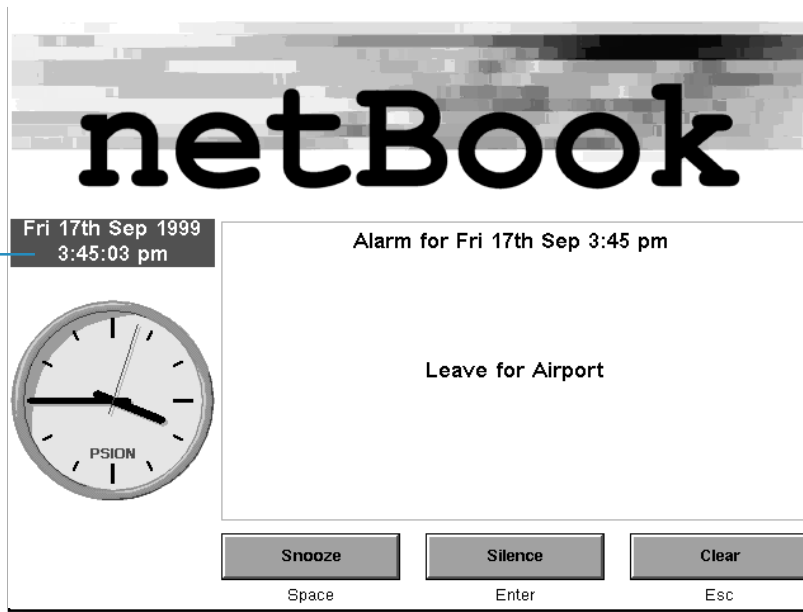 netBook
Fri 17th Sep 1999
3:45:03 pm
Alarm for Fri 17th Sep 3:45 pm
Leave for Airport
PSION
Snooze
Silence
Clear
Space
Enter
Esc